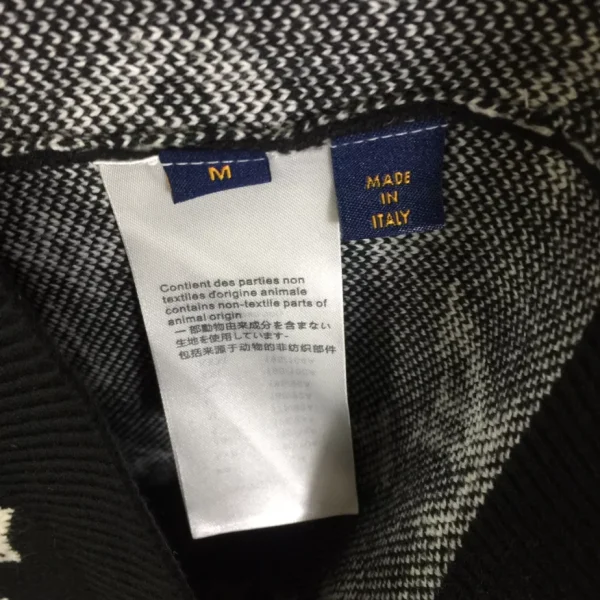 M
MADE
IN
ITALY
Contient des parties non
textiles d'origine animale
contains non-textile parts of
animal origin
一部動物由来成分を含まない
生地を使用しています-
包括来源于动物的非纺织部件